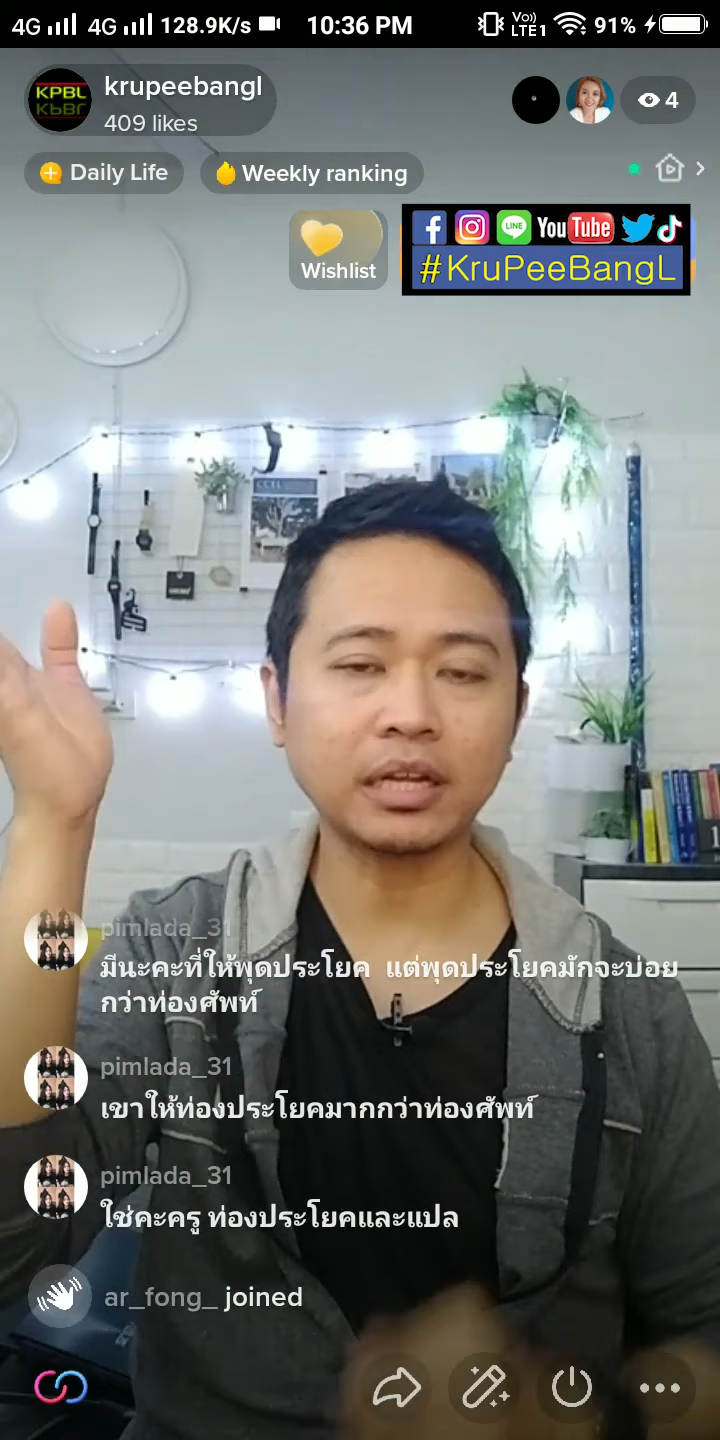 4G 4G 128.9K/s 10:36 PM Vo)) LTE1 91%
KPBL
krupeebangl
409 likes
4
Daily Life
Weekly ranking
Wishlist
LINE YouTube
#KruPeeBangL
pimlada_31
มีนะคะที่ให้พุดประโยค แต่พุดประโยคมักจะบ่อย
กว่าท่องศัพท์
pimlada_31
เขาให้ท่องประโยคมากกว่าท่องศัพท์
pimlada_31
ใช่คะครู ท่องประโยคและแปล
ar_fong_ joined